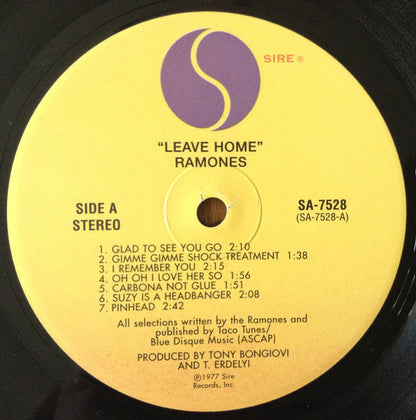 SIRE ®
"LEAVE HOME"
RAMONES
SIDE A
STEREO
SA-7528
(SA-7528-A)
1. GLAD TO SEE YOU GO 2:10
2. GIMME GIMME SHOCK TREATMENT 1:38
3. I REMEMBER YOU 2:15
4. OH OH I LOVE HER SO 1:56
5. CARBONA NOT GLUE 1:51
6. SUZY IS A HEADBANGER 2:08
7. PINHEAD 2:42
All selections written by the Ramones and
published by Taco Tunes/
Blue Disque Music (ASCAP)
PRODUCED BY TONY BONGIOVI
AND T. ERDELYI
℗1977 Sire
Records, Inc.